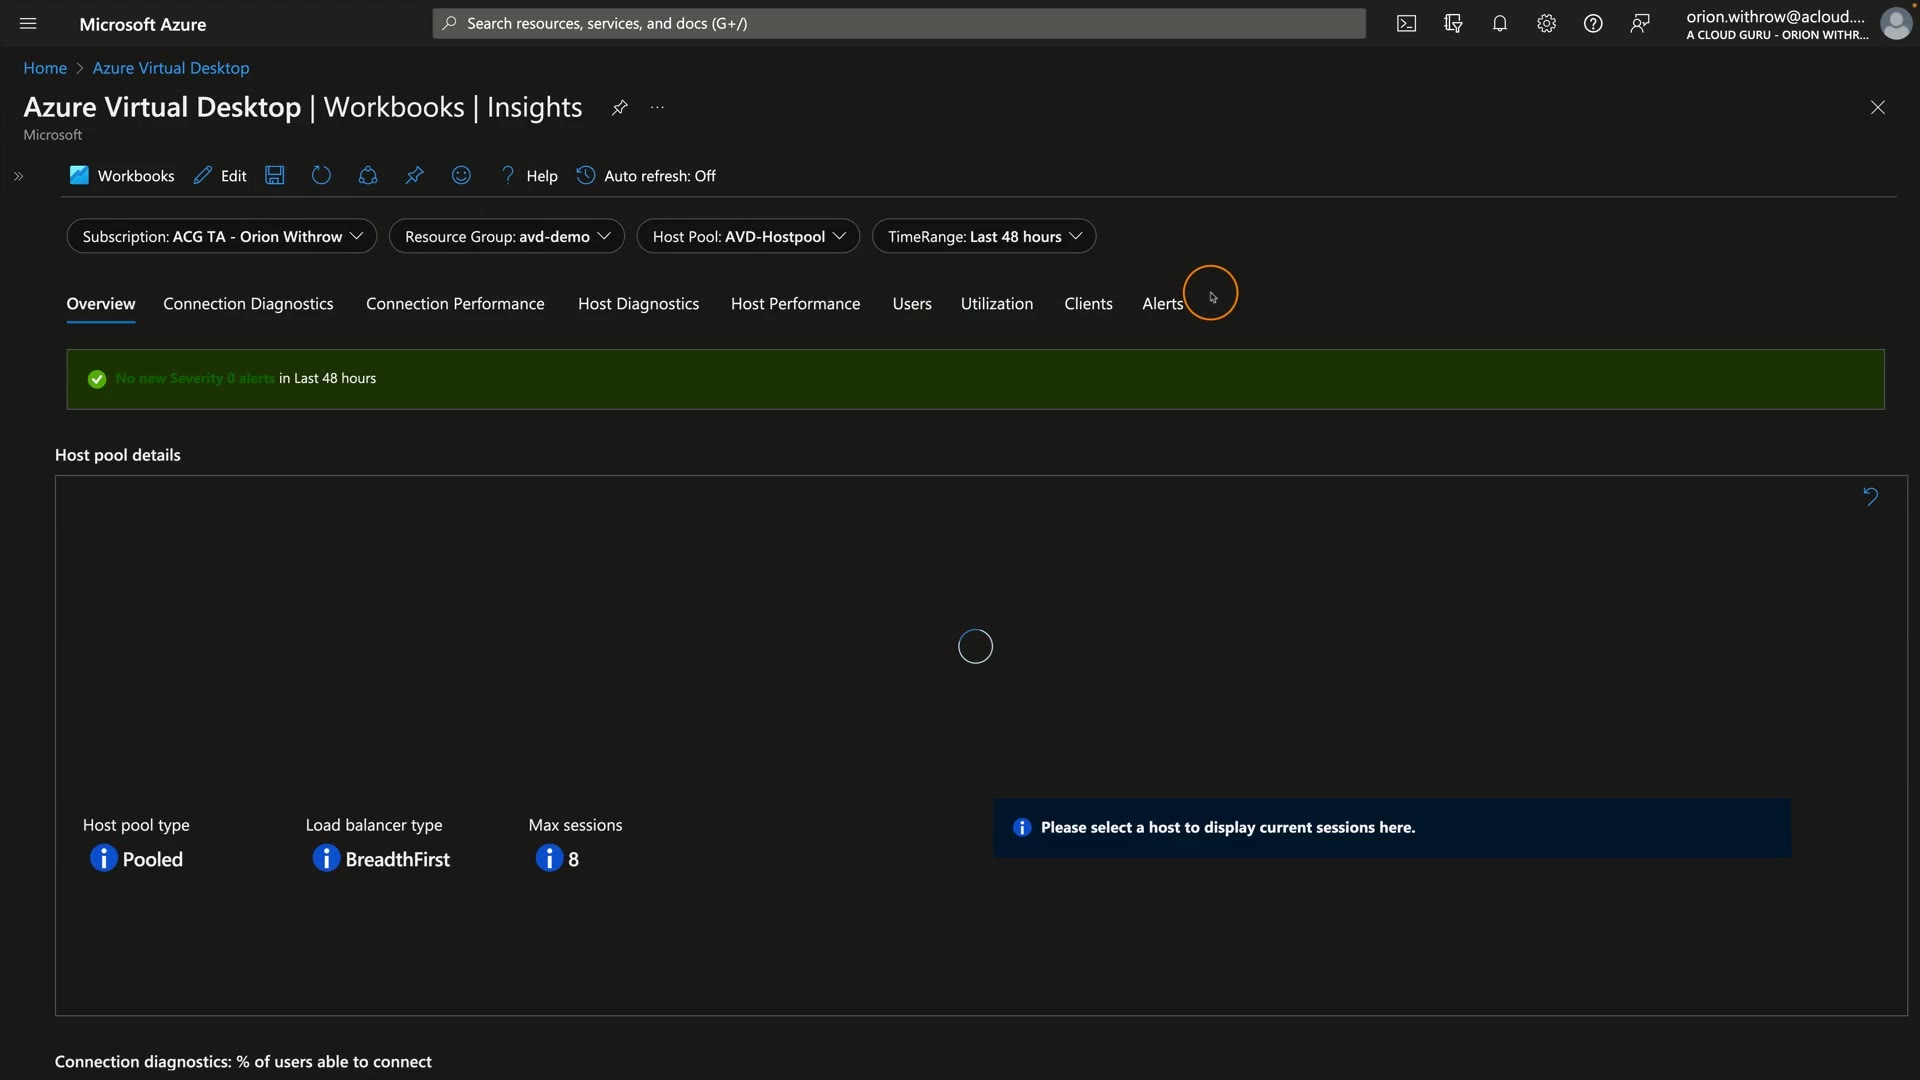 Microsoft Azure
Search resources, services, and docs (G+/)
orion.withrow@acloud....
A CLOUD GURU - ORION WITHR...
Home > Azure Virtual Desktop
Azure Virtual Desktop | Workbooks | Insights ...
Microsoft
Workbooks Edit Help Auto refresh: Off
Subscription: ACG TA - Orion Withrow Resource Group: avd-demo Host Pool: AVD-Hostpool TimeRange: Last 48 hours
Overview Connection Diagnostics Connection Performance Host Diagnostics Host Performance Users Utilization Clients Alerts
No new Severity 0 alerts in Last 48 hours
Host pool details
Host pool type Load balancer type Max sessions
Pooled BreadthFirst 8
Please select a host to display current sessions here.
Connection diagnostics: % of users able to connect